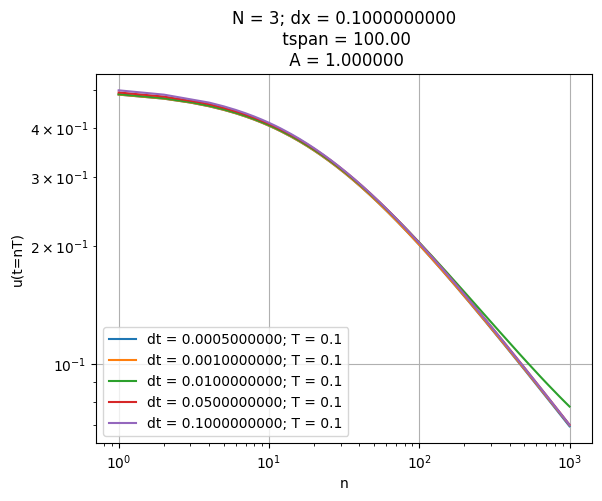 N = 3; dx = 0.1000000000
tspan = 100.00
A = 1.000000
u(t=nT)
4 × 10⁻¹
3 × 10⁻¹
2 × 10⁻¹
10⁻¹
dt = 0.0005000000; T = 0.1
dt = 0.0010000000; T = 0.1
dt = 0.0100000000; T = 0.1
dt = 0.0500000000; T = 0.1
dt = 0.1000000000; T = 0.1
10⁰ 10¹ 10² 10³
n